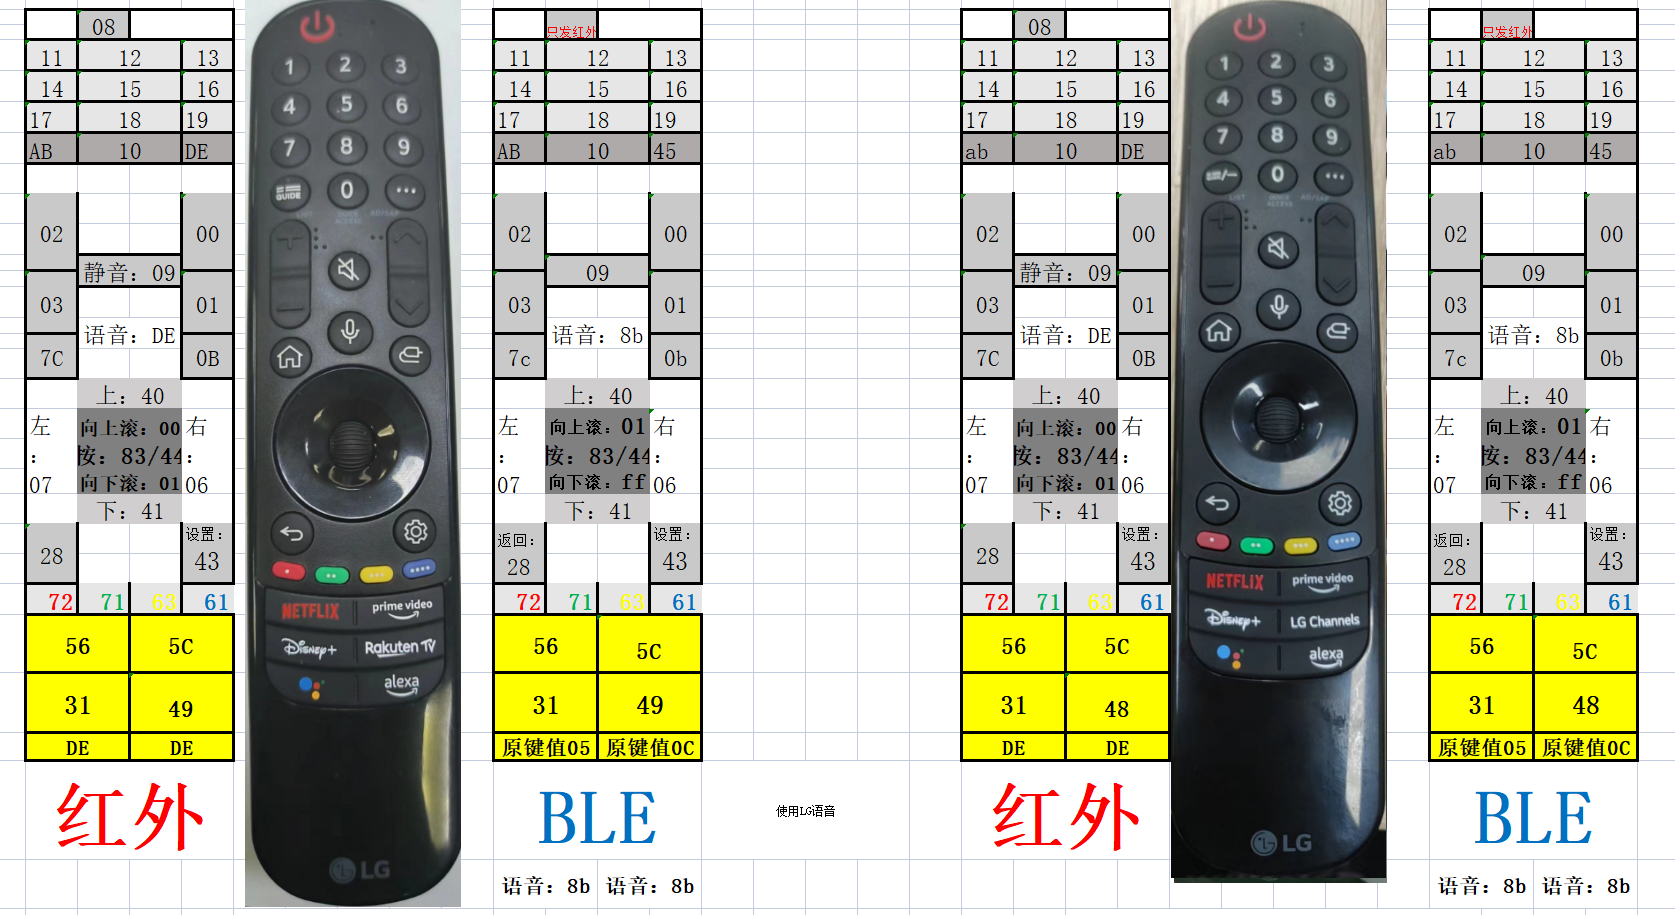 08
11 12 13
14 15 16
17 18 19
AB 10 DE
02 00
静音：09
03 01
语音：DE
7C 0B
上：40
左：07
向上滚：00
按：83/44
向下滚：01
右：06
下：41
28
设置：43
72 71 63 61
56 5C
31 49
DE DE
红外
1 2 3
4 5 6
7 8 9
GUIDE 0 ...
LIST QUICK ACCESS AD/SAP
+
−
NETFLIX prime video
Disney+ Rakuten TV
alexa
LG
只发红外
11 12 13
14 15 16
17 18 19
AB 10 45
02 00
09
03 01
语音：8b
7c 0b
上：40
左：07
向上滚：01
按：83/44
向下滚：ff
右：06
下：41
返回：28
设置：43
72 71 63 61
56 5C
31 49
原键值05 原键值0C
BLE
语音：8b 语音：8b
使用LG语音
08
11 12 13
14 15 16
17 18 19
ab 10 DE
02 00
静音：09
03 01
语音：DE
7C 0B
上：40
左：07
向上滚：00
按：83/44
向下滚：01
右：06
下：41
28
设置：43
72 71 63 61
56 5C
31 48
DE DE
红外
1 2 3
4 5 6
7 8 9
0 ...
LIST QUICK ACCESS AD/SAP
+
−
NETFLIX prime video
Disney+ LG Channels
alexa
LG
只发红外
11 12 13
14 15 16
17 18 19
ab 10 45
02 00
09
03 01
语音：8b
7c 0b
上：40
左：07
向上滚：01
按：83/44
向下滚：ff
右：06
下：41
返回：28
设置：43
72 71 63 61
56 5C
31 48
原键值05 原键值0C
BLE
语音：8b 语音：8b